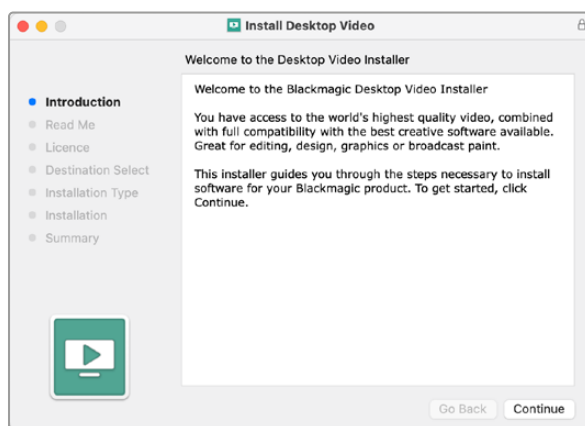 Install Desktop Video
Welcome to the Desktop Video Installer
Introduction
Read Me
Licence
Destination Select
Installation Type
Installation
Summary
Welcome to the Blackmagic Desktop Video Installer
You have access to the world's highest quality video, combined
with full compatibility with the best creative software available.
Great for editing, design, graphics or broadcast paint.
This installer guides you through the steps necessary to install
software for your Blackmagic product. To get started, click
Continue.
Go Back
Continue